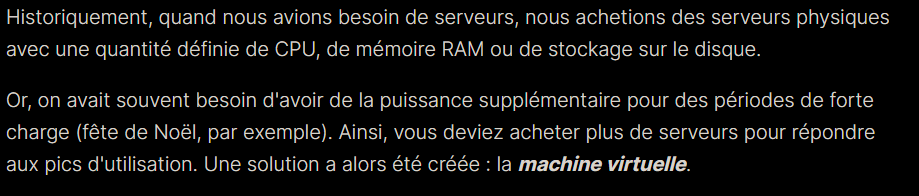 Historiquement, quand nous avions besoin de serveurs, nous achetions des serveurs physiques
avec une quantité définie de CPU, de mémoire RAM ou de stockage sur le disque.
Or, on avait souvent besoin d'avoir de la puissance supplémentaire pour des périodes de forte
charge (fête de Noël, par exemple). Ainsi, vous deviez acheter plus de serveurs pour répondre
aux pics d'utilisation. Une solution a alors été créée : la machine virtuelle.